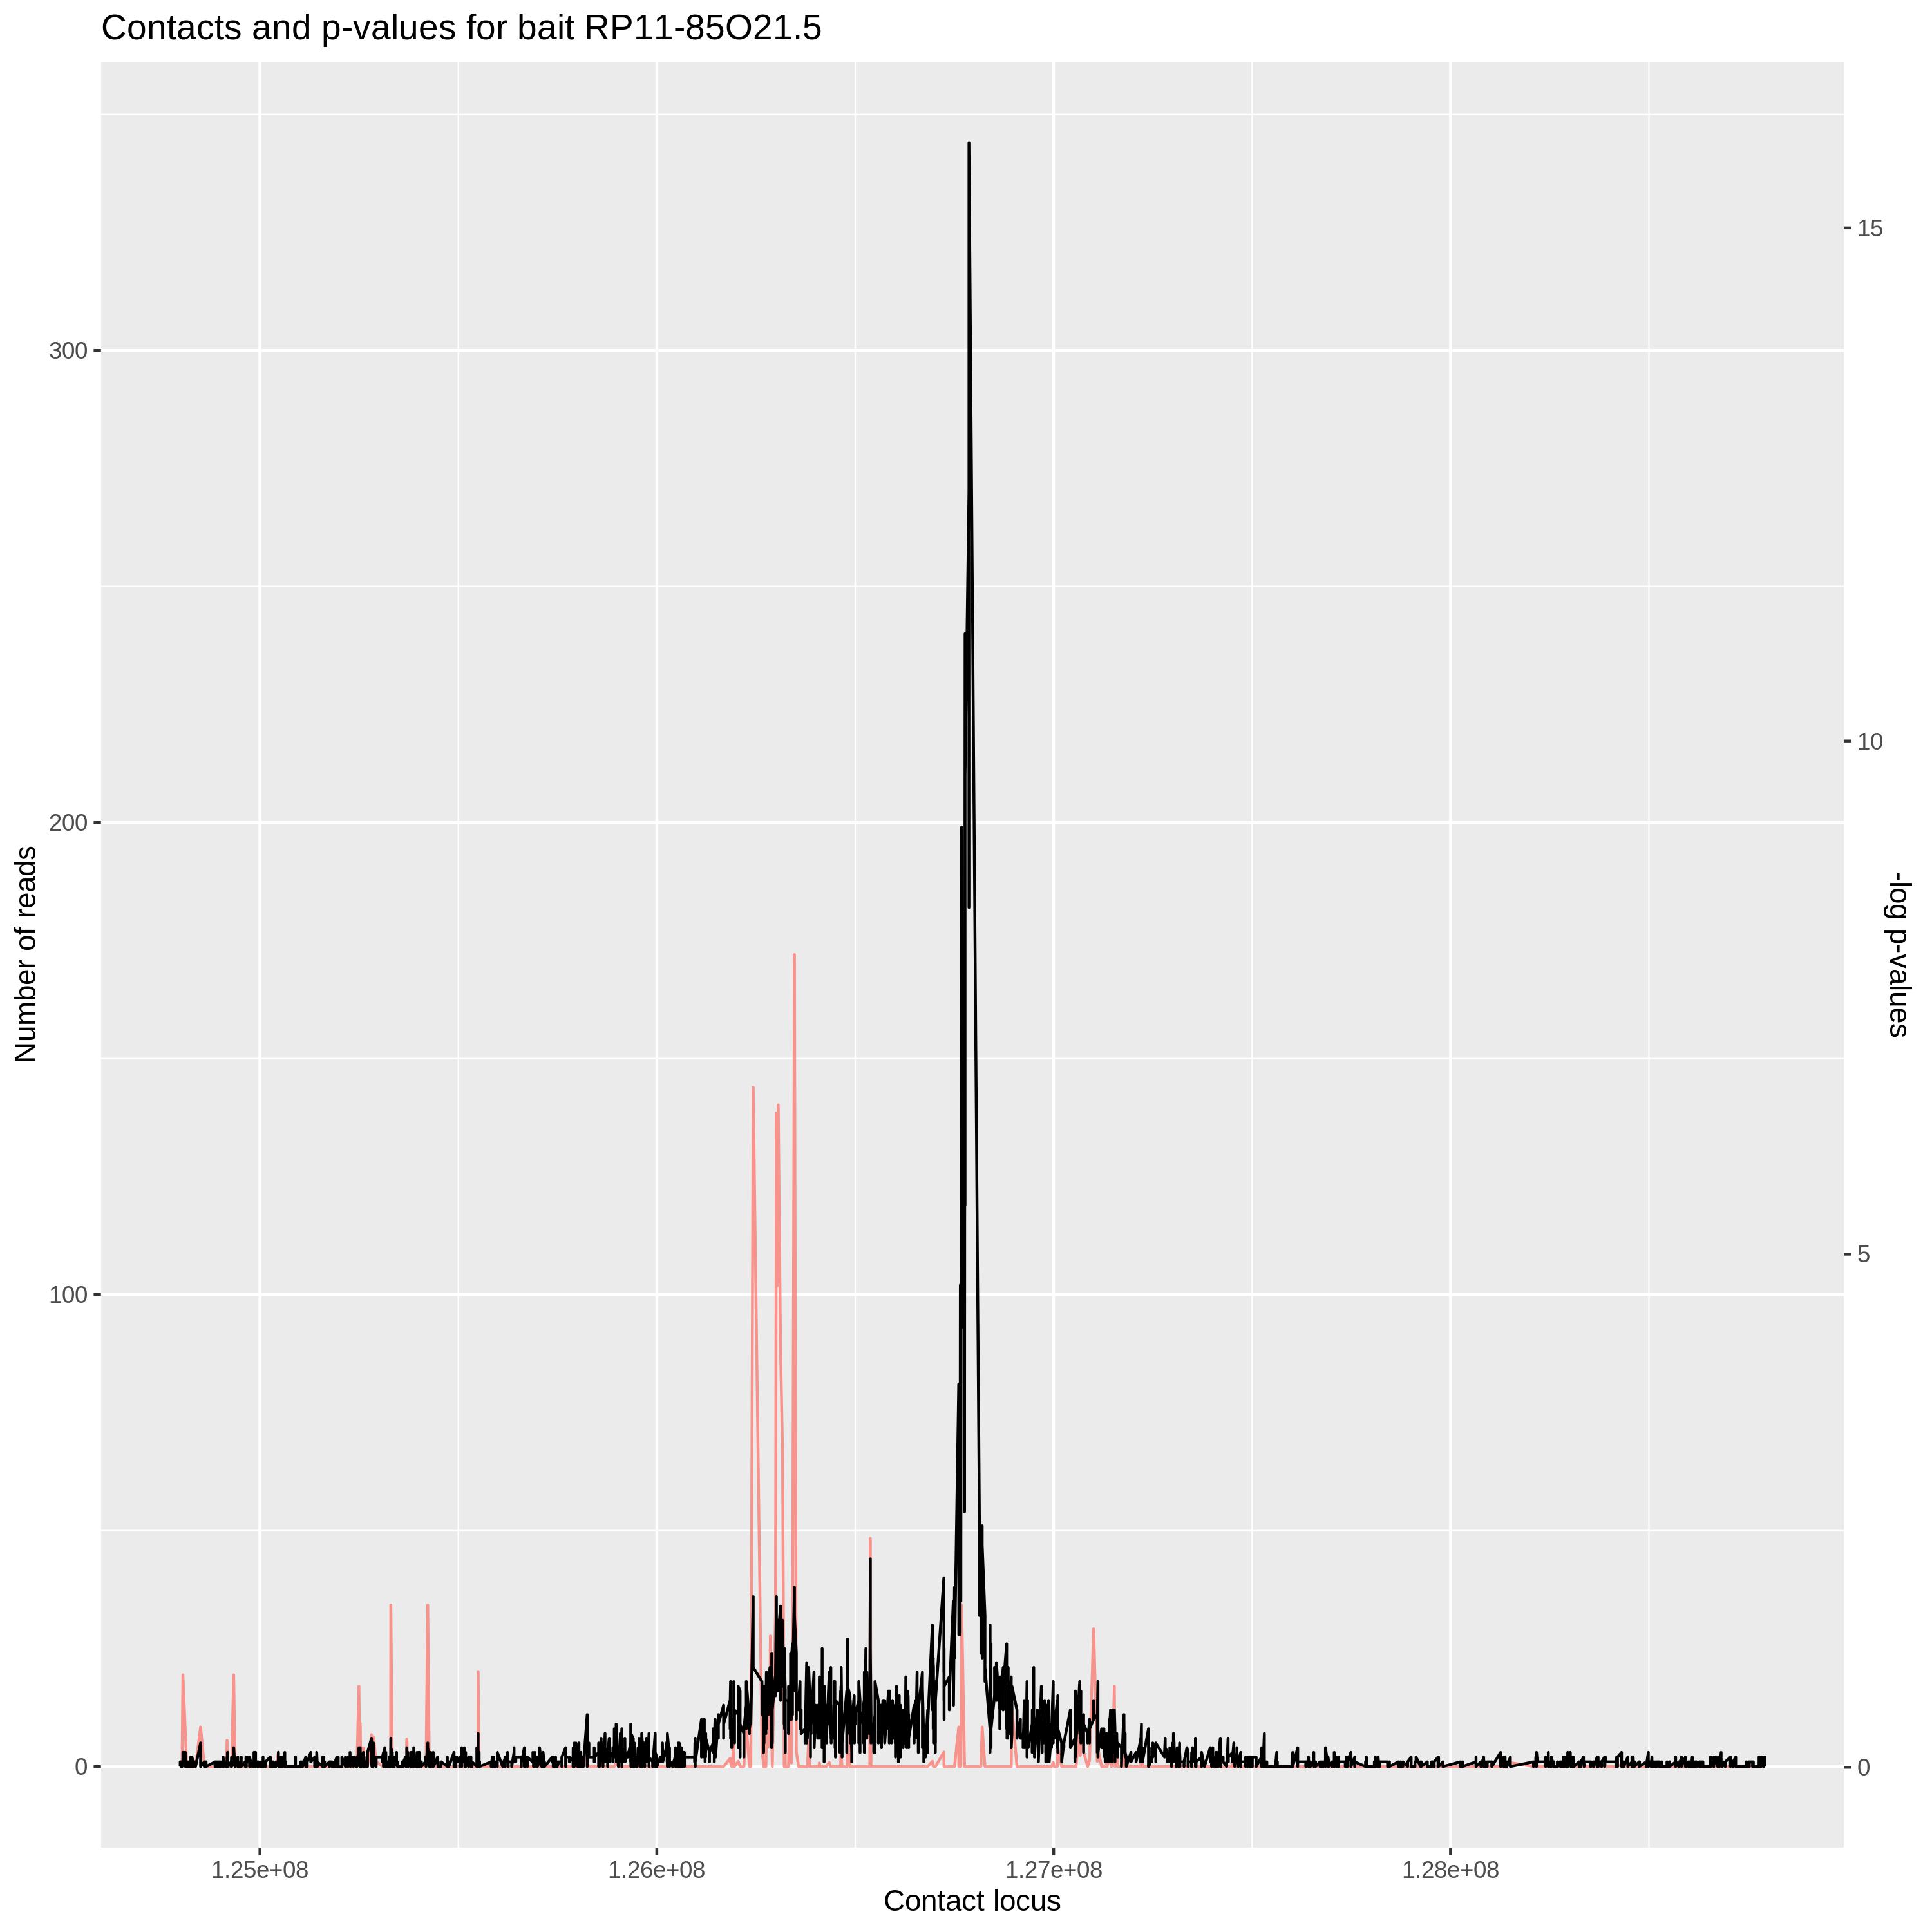 Contacts and p-values for bait RP11-85O21.5
Number of reads
300
200
100
0
15
10
5
0
-log p-values
1.25e+08
1.26e+08
1.27e+08
1.28e+08
Contact locus